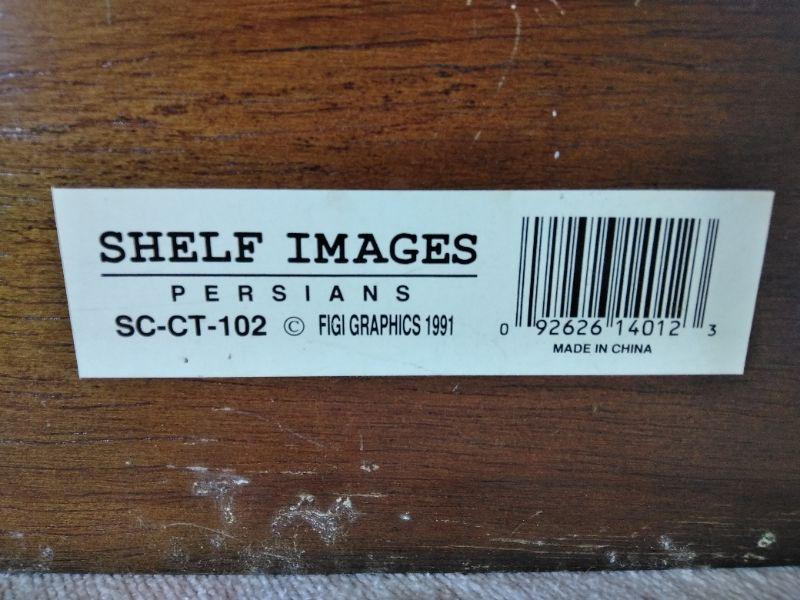 SHELF IMAGES
PERSIANS
SC-CT-102 © FIGI GRAPHICS 1991
0 92626 14012 3
MADE IN CHINA